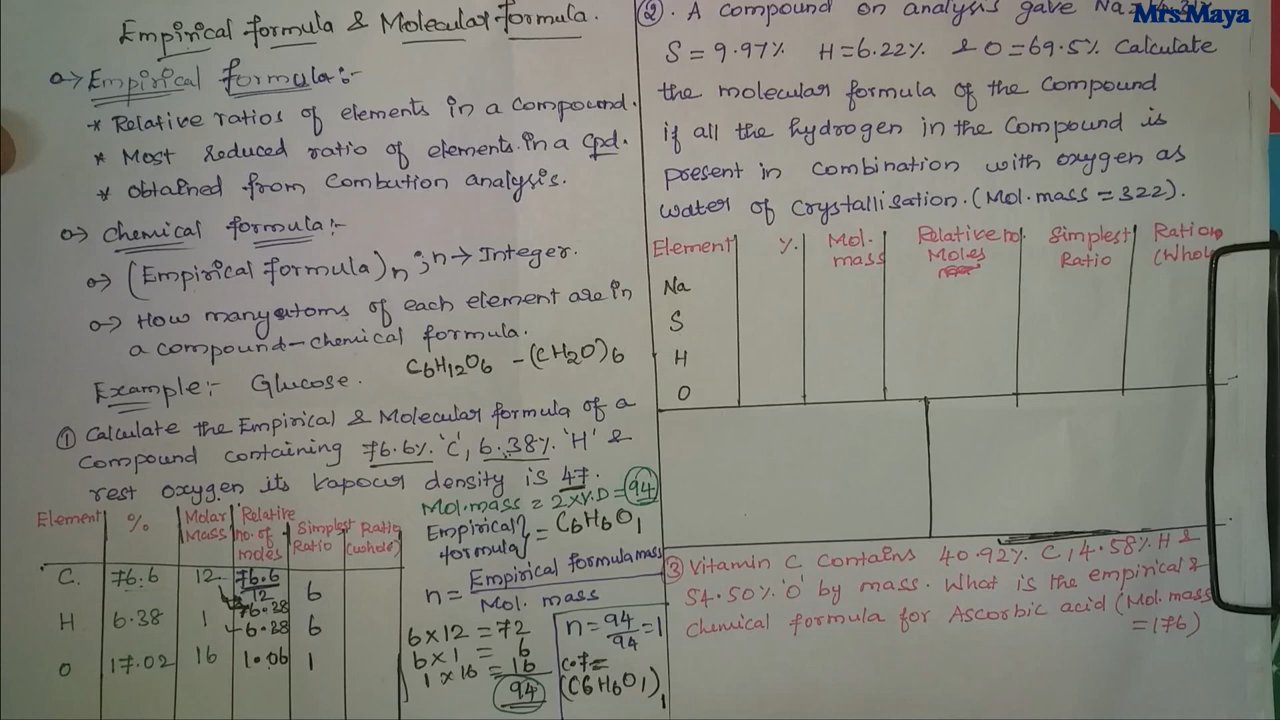 Empirical formula & Molecular formula.
Empirical formula:-
* Relative ratios of elements in a compound.
* Most reduced ratio of elements in a cpd.
* obtained from combution analysis.
Chemical formula:-
(Empirical formula)n ; n → Integer.
How many atoms of each element are in
a compound - chemical formula.
Example:- Glucose. C6H12O6 - (CH2O)6
① Calculate the Empirical & Molecular formula of a
compound containing 76.6% 'C', 6.38% 'H' &
rest oxygen its vapour density is 47.
Mol.mass = 2xV.D = 94
Element % Molar Mass Relative no. of moles Simplest Ratio Ratio (whole)
C. 76.6 12 76.6/12 6
H 6.38 1 6.38 6
O 17.02 16 1.06 1
Empirical formula } = C6H6O1
n = Empirical formula mass / Mol. mass
6 x 12 = 72
6 x 1 = 6
1 x 16 = 16
94
n = 94/94 = 1
(C6H6O1)1
Mrs.Maya
② . A compound on analysis gave Na =
S = 9.97% H = 6.22% & O = 69.5% Calculate
the molecular formula of the compound
if all the hydrogen in the compound is
present in combination with oxygen as
water of crystallisation. (Mol.mass = 322).
Element % Mol. mass Relative no. Moles Simplest Ratio Ratio (whole
Na
S
H
O
③ Vitamin C contains 40.92% C, 4.58% H &
54.50% 'O' by mass. What is the empirical &
chemical formula for Ascorbic acid (Mol.mass
= 176)